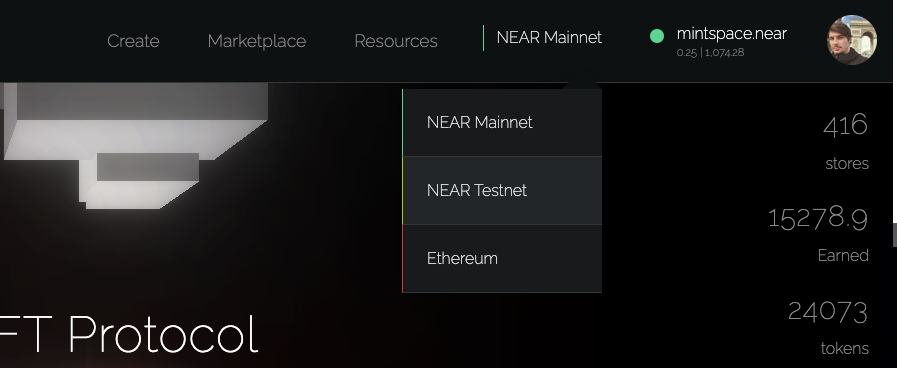 Create
Marketplace
Resources
NEAR Mainnet
mintspace.near
0.25 | 1,074.28
NEAR Mainnet
NEAR Testnet
Ethereum
416
stores
15278.9
Earned
24073
tokens
FT Protocol